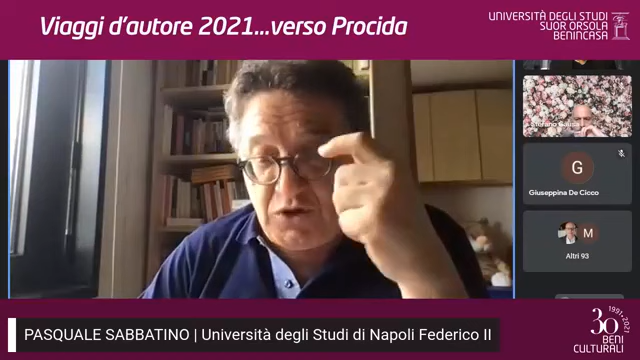 Viaggi d'autore 2021...verso Procida
UNIVERSITÀ DEGLI STUDI
SUOR ORSOLA
BENINCASA
G
Giuseppina De Cicco
M
Altri 93
PASQUALE SABBATINO | Università degli Studi di Napoli Federico II
30
1991•2021
BENI
CULTURALI